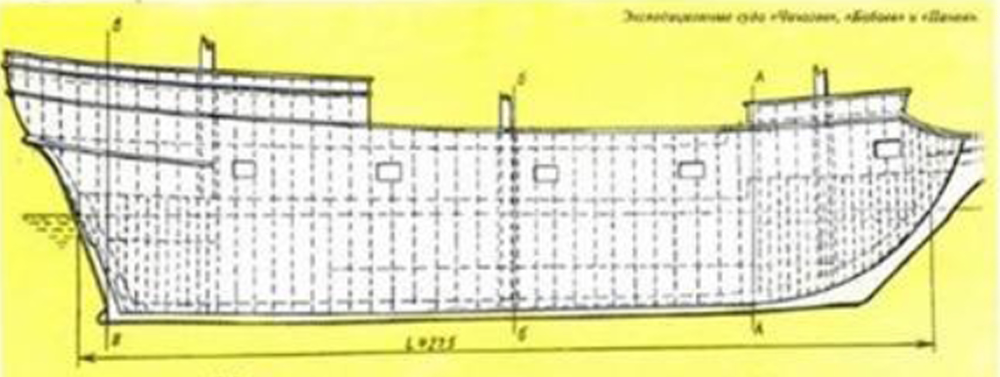 Экспедиционные суда «Чичагов», «Бабаев» и «Панов»
В
Б
А
В
Б
А
L=27.5